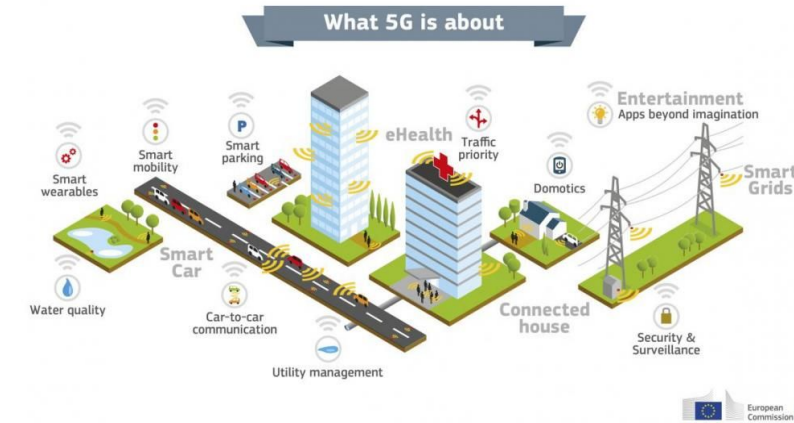 What 5G is about
Entertainment
Apps beyond imagination
eHealth
Traffic
priority
Smart
parking
P
Smart
mobility
Smart
wearables
Domotics
Smart
Grids
Smart
Car
Water quality
Car-to-car
communication
Utility management
Connected
house
Security &
Surveillance
European
Commission